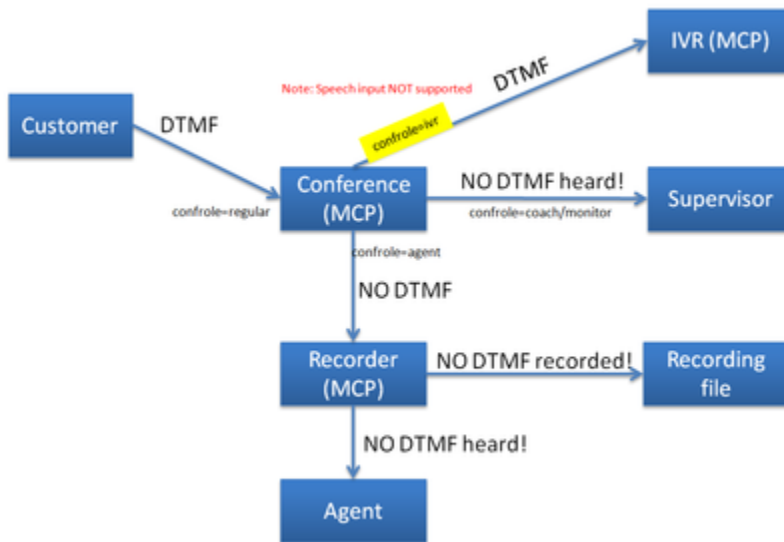 IVR (MCP)
Note: Speech input NOT supported
DTMF
Customer
DTMF
confrole=ivr
Conference
(MCP)
NO DTMF heard!
Supervisor
confrole=regular
confrole=coach/monitor
confrole=agent
NO DTMF
Recorder
(MCP)
NO DTMF recorded!
Recording
file
NO DTMF heard!
Agent